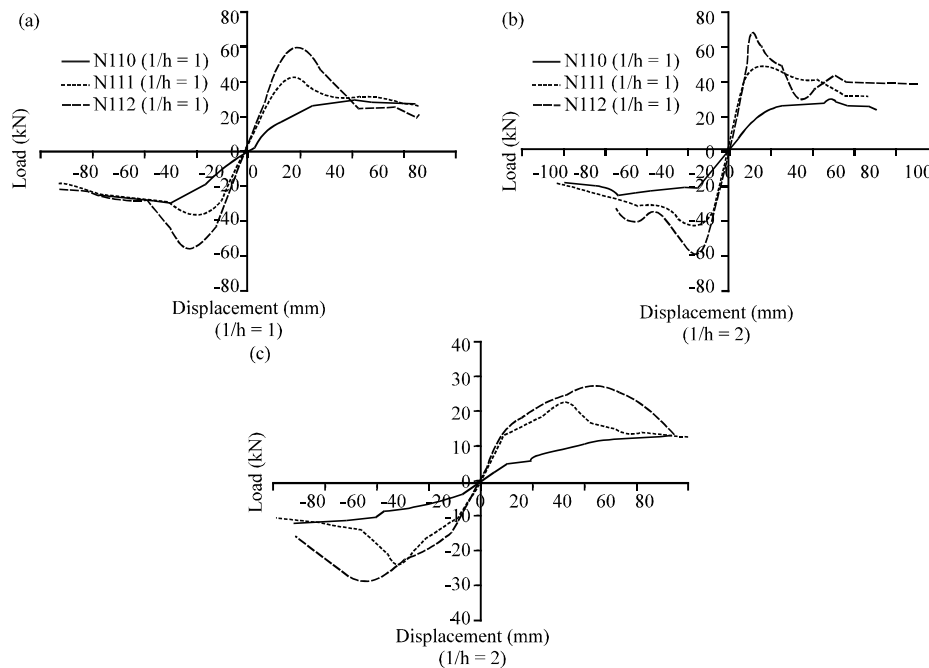 (a)
80
60
40
20
0
-20
-40
-60
-80
-80 -60 -40 -20 0 20 40 60 80
N110 (1/h = 1)
N111 (1/h = 1)
N112 (1/h = 1)
Load (kN)
Displacement (mm)
(1/h = 1)
(b)
80
60
40
20
0
-20
-40
-60
-80
-100 -80 -60 -40 -20 0 20 40 60 80 100
N110 (1/h = 1)
N111 (1/h = 1)
N112 (1/h = 1)
Load (kN)
Displacement (mm)
(1/h = 2)
(c)
40
30
20
10
0
-10
-20
-30
-40
-80 -60 -40 -20 0 20 40 60 80
Load (kN)
Displacement (mm)
(1/h = 2)